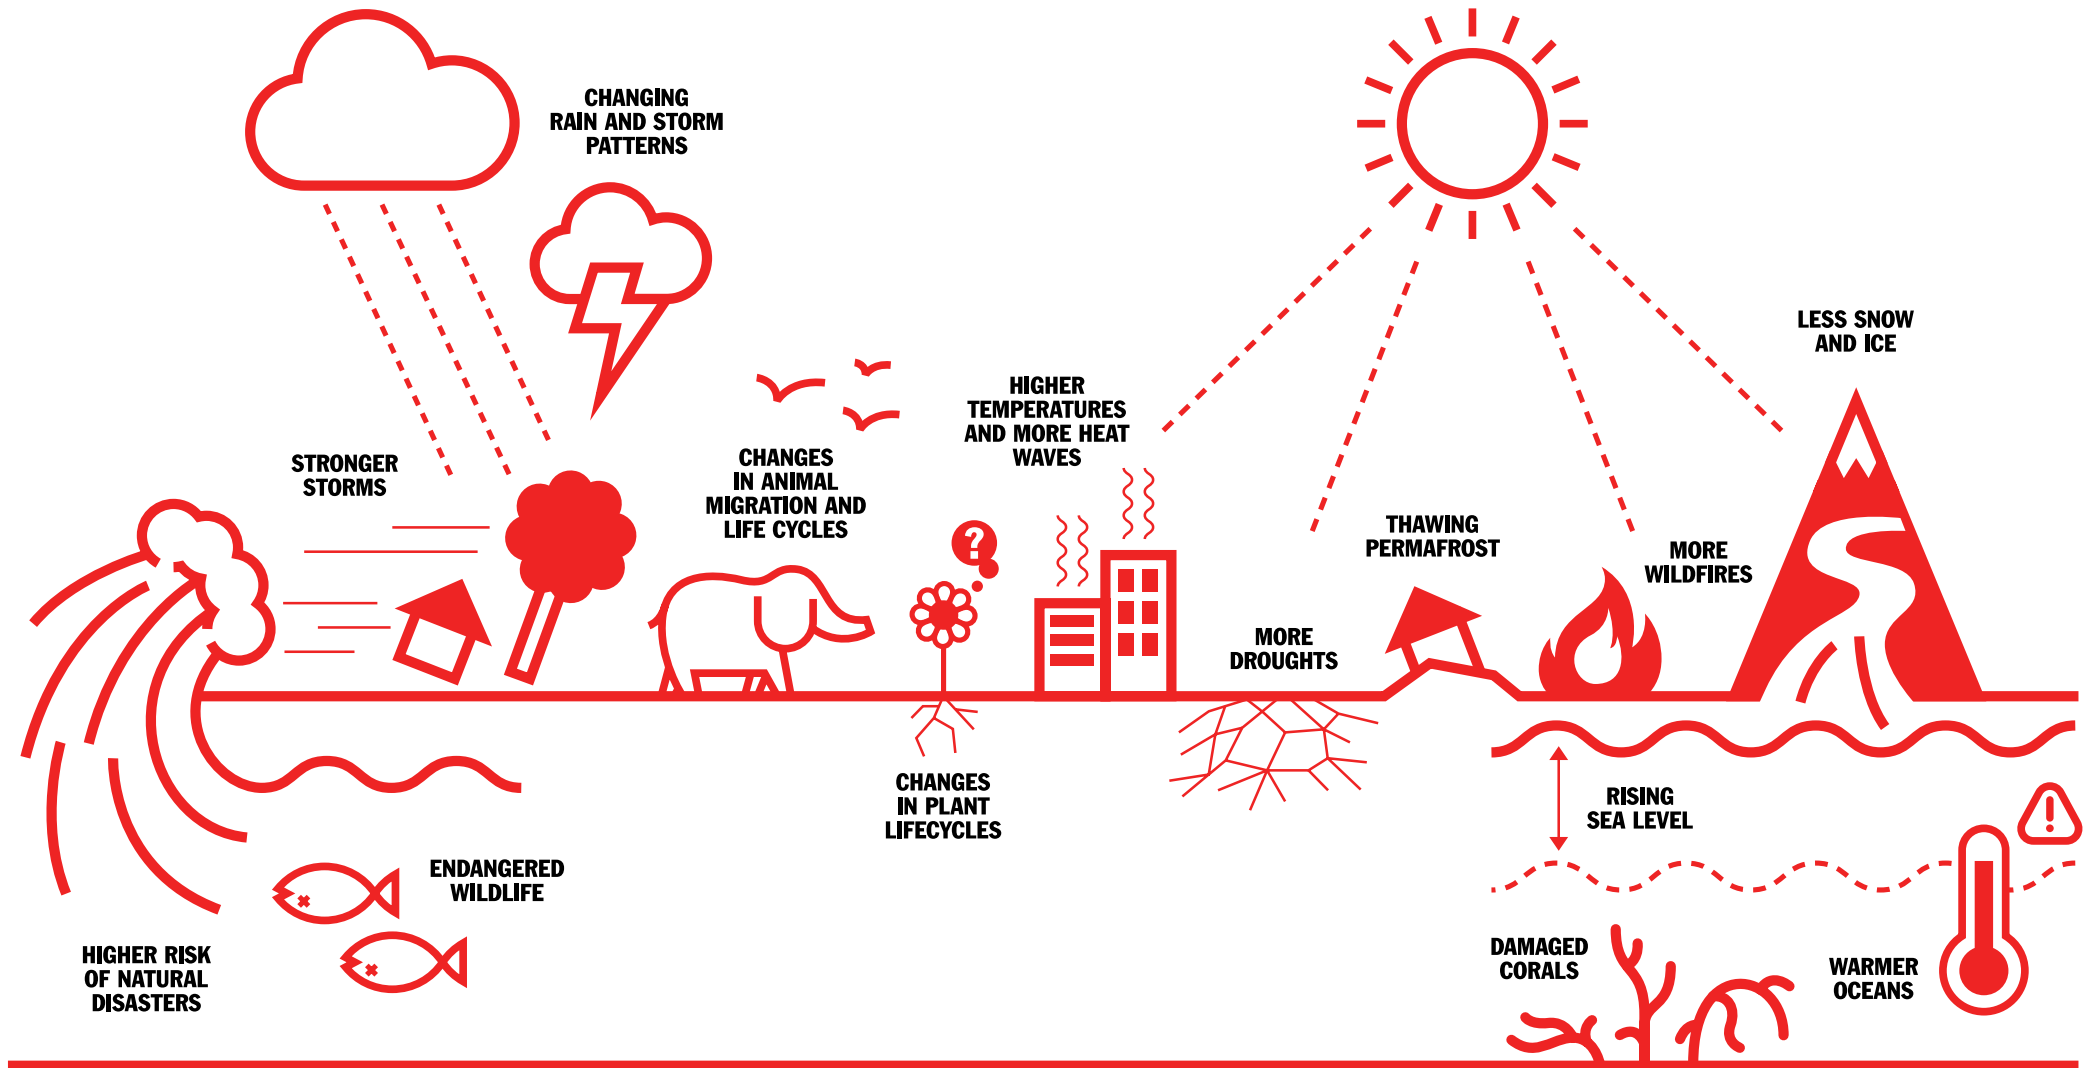 CHANGING
RAIN AND STORM
PATTERNS
LESS SNOW
AND ICE
HIGHER
TEMPERATURES
AND MORE HEAT
WAVES
STRONGER
STORMS
CHANGES
IN ANIMAL
MIGRATION AND
LIFE CYCLES
?
THAWING
PERMAFROST
MORE
WILDFIRES
MORE
DROUGHTS
CHANGES
IN PLANT
LIFECYCLES
RISING
SEA LEVEL
!
ENDANGERED
WILDLIFE
HIGHER RISK
OF NATURAL
DISASTERS
DAMAGED
CORALS
WARMER
OCEANS